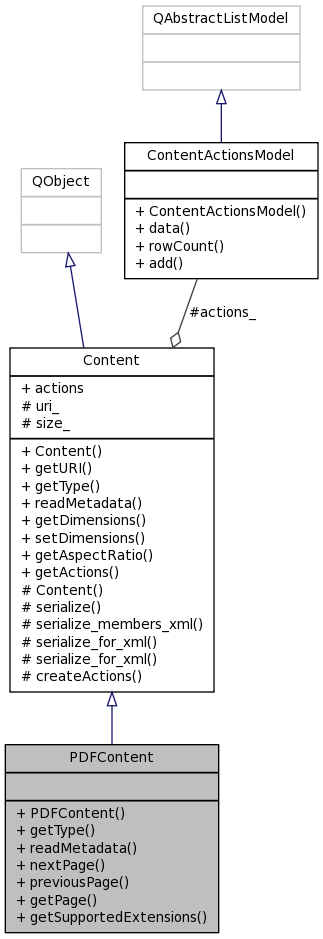 QAbstractListModel
ContentActionsModel
+ ContentActionsModel()
+ data()
+ rowCount()
+ add()
QObject
#actions_
Content
+ actions
# uri_
# size_
+ Content()
+ getURI()
+ getType()
+ readMetadata()
+ getDimensions()
+ setDimensions()
+ getAspectRatio()
+ getActions()
# Content()
# serialize()
# serialize_members_xml()
# serialize_for_xml()
# serialize_for_xml()
# createActions()
PDFContent
+ PDFContent()
+ getType()
+ readMetadata()
+ nextPage()
+ previousPage()
+ getPage()
+ getSupportedExtensions()